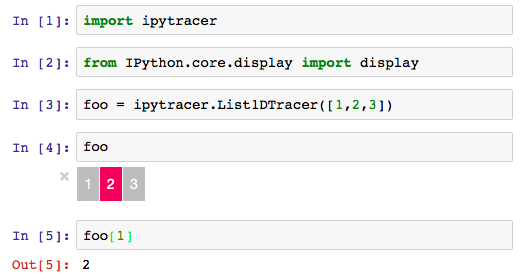 In [1]: import ipytracer
In [2]: from IPython.core.display import display
In [3]: foo = ipytracer.List1DTracer([1,2,3])
In [4]: foo
× 1 2 3
In [5]: foo[1]
Out[5]: 2